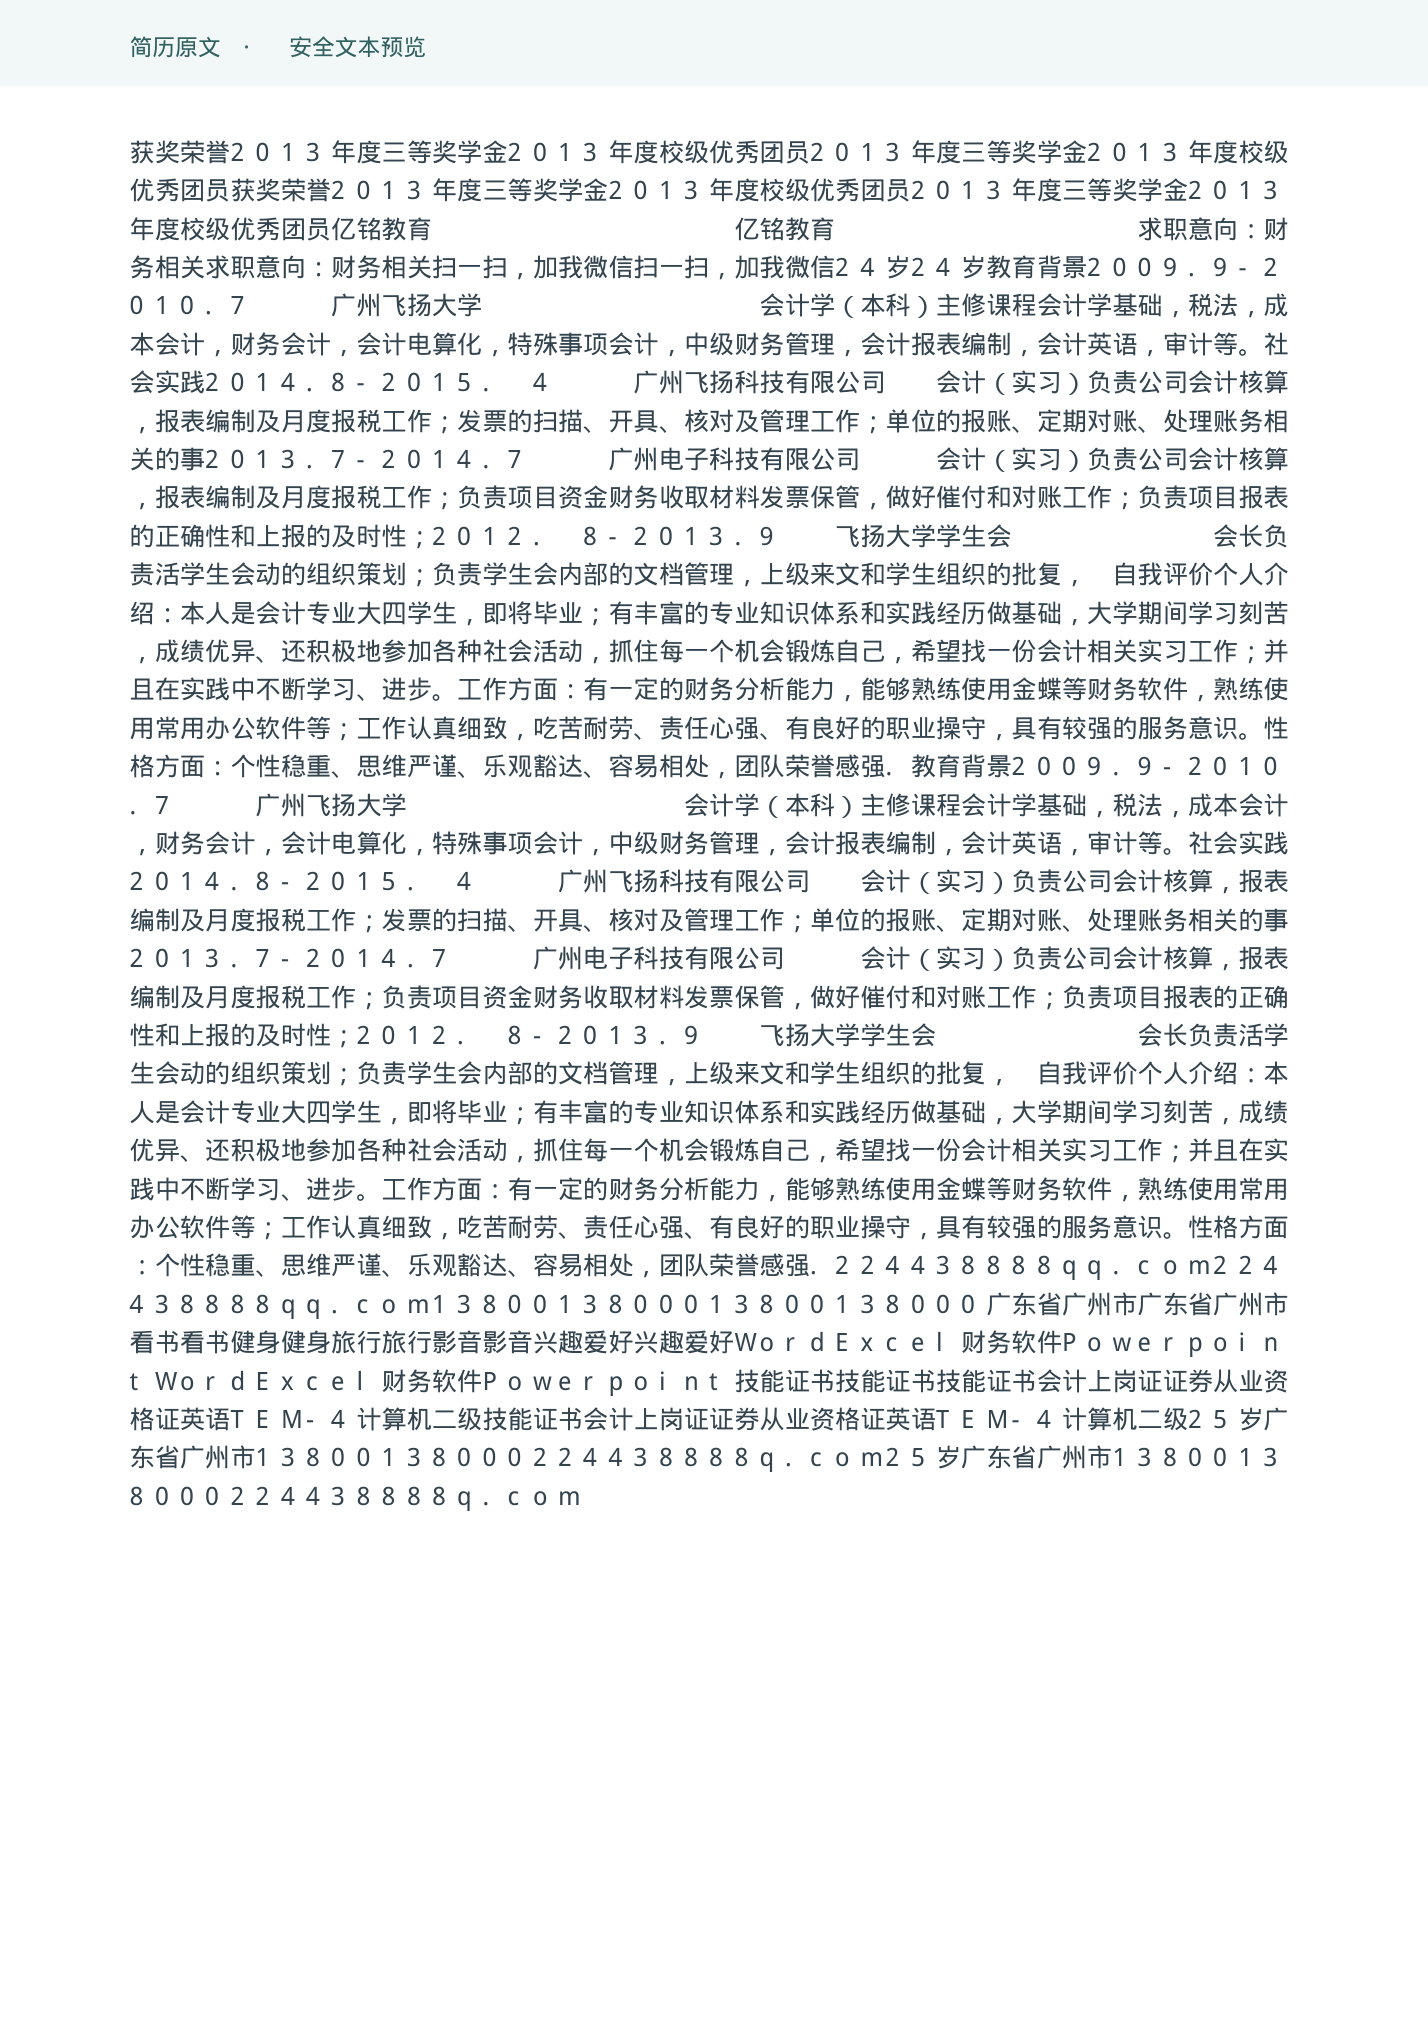 简历原文 · 安全文本预览
获奖荣誉2013年度三等奖学金2013年度校级优秀团员2013年度三等奖学金2013年度校级
优秀团员获奖荣誉2013年度三等奖学金2013年度校级优秀团员2013年度三等奖学金2013
年度校级优秀团员亿铭教育 亿铭教育 求职意向:财
务相关求职意向:财务相关扫一扫,加我微信扫一扫,加我微信24岁24岁教育背景2009.9-2
010.7 广州飞扬大学 会计学(本科)主修课程会计学基础,税法,成
本会计,财务会计,会计电算化,特殊事项会计,中级财务管理,会计报表编制,会计英语,审计等。社
会实践2014.8-2015. 4 广州飞扬科技有限公司 会计(实习)负责公司会计核算
,报表编制及月度报税工作;发票的扫描、开具、核对及管理工作;单位的报账、定期对账、处理账务相
关的事2013.7-2014.7 广州电子科技有限公司 会计(实习)负责公司会计核算
,报表编制及月度报税工作;负责项目资金财务收取材料发票保管,做好催付和对账工作;负责项目报表
的正确性和上报的及时性;2012. 8-2013.9 飞扬大学学生会 会长负
责活学生会动的组织策划;负责学生会内部的文档管理,上级来文和学生组织的批复, 自我评价个人介
绍:本人是会计专业大四学生,即将毕业;有丰富的专业知识体系和实践经历做基础,大学期间学习刻苦
,成绩优异、还积极地参加各种社会活动,抓住每一个机会锻炼自己,希望找一份会计相关实习工作;并
且在实践中不断学习、进步。工作方面:有一定的财务分析能力,能够熟练使用金蝶等财务软件,熟练使
用常用办公软件等;工作认真细致,吃苦耐劳、责任心强、有良好的职业操守,具有较强的服务意识。性
格方面:个性稳重、思维严谨、乐观豁达、容易相处,团队荣誉感强. 教育背景2009.9-2010
.7 广州飞扬大学 会计学(本科)主修课程会计学基础,税法,成本会计
,财务会计,会计电算化,特殊事项会计,中级财务管理,会计报表编制,会计英语,审计等。社会实践
2014.8-2015. 4 广州飞扬科技有限公司 会计(实习)负责公司会计核算,报表
编制及月度报税工作;发票的扫描、开具、核对及管理工作;单位的报账、定期对账、处理账务相关的事
2013.7-2014.7 广州电子科技有限公司 会计(实习)负责公司会计核算,报表
编制及月度报税工作;负责项目资金财务收取材料发票保管,做好催付和对账工作;负责项目报表的正确
性和上报的及时性;2012. 8-2013.9 飞扬大学学生会 会长负责活学
生会动的组织策划;负责学生会内部的文档管理,上级来文和学生组织的批复, 自我评价个人介绍:本
人是会计专业大四学生,即将毕业;有丰富的专业知识体系和实践经历做基础,大学期间学习刻苦,成绩
优异、还积极地参加各种社会活动,抓住每一个机会锻炼自己,希望找一份会计相关实习工作;并且在实
践中不断学习、进步。工作方面:有一定的财务分析能力,能够熟练使用金蝶等财务软件,熟练使用常用
办公软件等;工作认真细致,吃苦耐劳、责任心强、有良好的职业操守,具有较强的服务意识。性格方面
:个性稳重、思维严谨、乐观豁达、容易相处,团队荣誉感强. 224438888qq.com224
438888qq.com1380013800013800138000广东省广州市广东省广州市
看书看书健身健身旅行旅行影音影音兴趣爱好兴趣爱好WordExcel 财务软件Powerpoin
t WordExcel 财务软件Powerpoint 技能证书技能证书技能证书会计上岗证证券从业资
格证英语TEM-4计算机二级技能证书会计上岗证证券从业资格证英语TEM-4计算机二级25岁广
东省广州市13800138000224438888q.com25岁广东省广州市1380013
8000224438888q.com